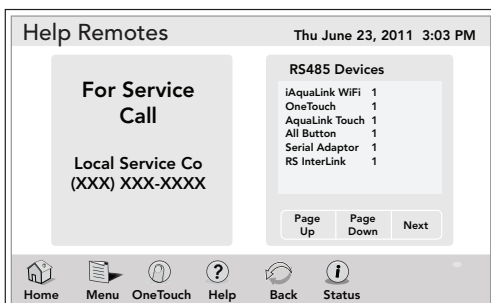 Help Remotes
Thu June 23, 2011 3:03 PM
For Service
Call
Local Service Co
(XXX) XXX-XXXX
RS485 Devices
iAquaLink WiFi 1
OneTouch 1
AquaLink Touch 1
All Button 1
Serial Adaptor 1
RS InterLink 1
Page Up
Page Down
Next
Home
Menu
OneTouch
Help
Back
Status